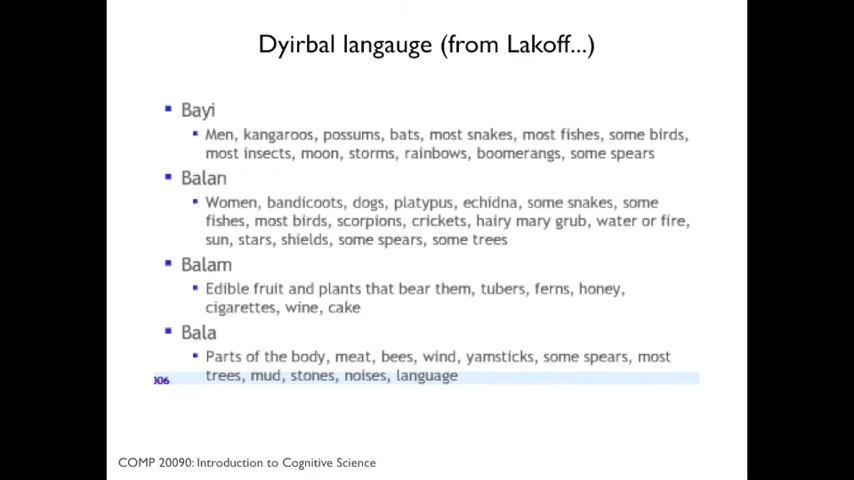 Dyirbal langauge (from Lakoff...)
Bayi
Men, kangaroos, possums, bats, most snakes, most fishes, some birds,
most insects, moon, storms, rainbows, boomerangs, some spears
Balan
Women, bandicoots, dogs, platypus, echidna, some snakes, some
fishes, most birds, scorpions, crickets, hairy mary grub, water or fire,
sun, stars, shields, some spears, some trees
Balam
Edible fruit and plants that bear them, tubers, ferns, honey,
cigarettes, wine, cake
Bala
Parts of the body, meat, bees, wind, yamsticks, some spears, most
trees, mud, stones, noises, language
006
COMP 20090: Introduction to Cognitive Science